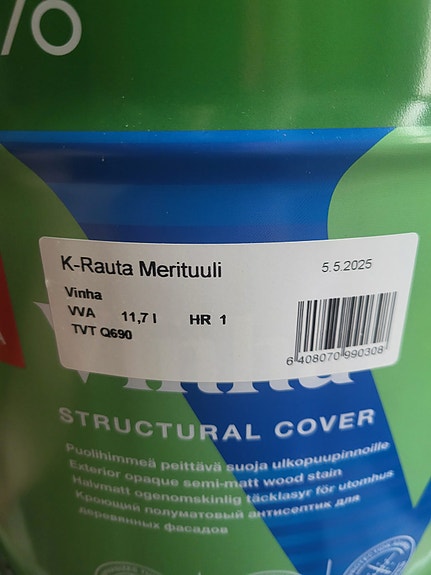 %
K-Rauta Merituuli 5.5.2025
Vinha
VVA 11,7 l HR 1
TVT Q690
6 408070 990308
STRUCTURAL COVER
Puolihimmeä peittävä suoja ulkopuupinnoille
Exterior opaque semi-matt wood stain
Halvmatt ogenomskinlig täcklasyr för utomhus
Кроющий полуматовый антисептик для
деревянных фасадов